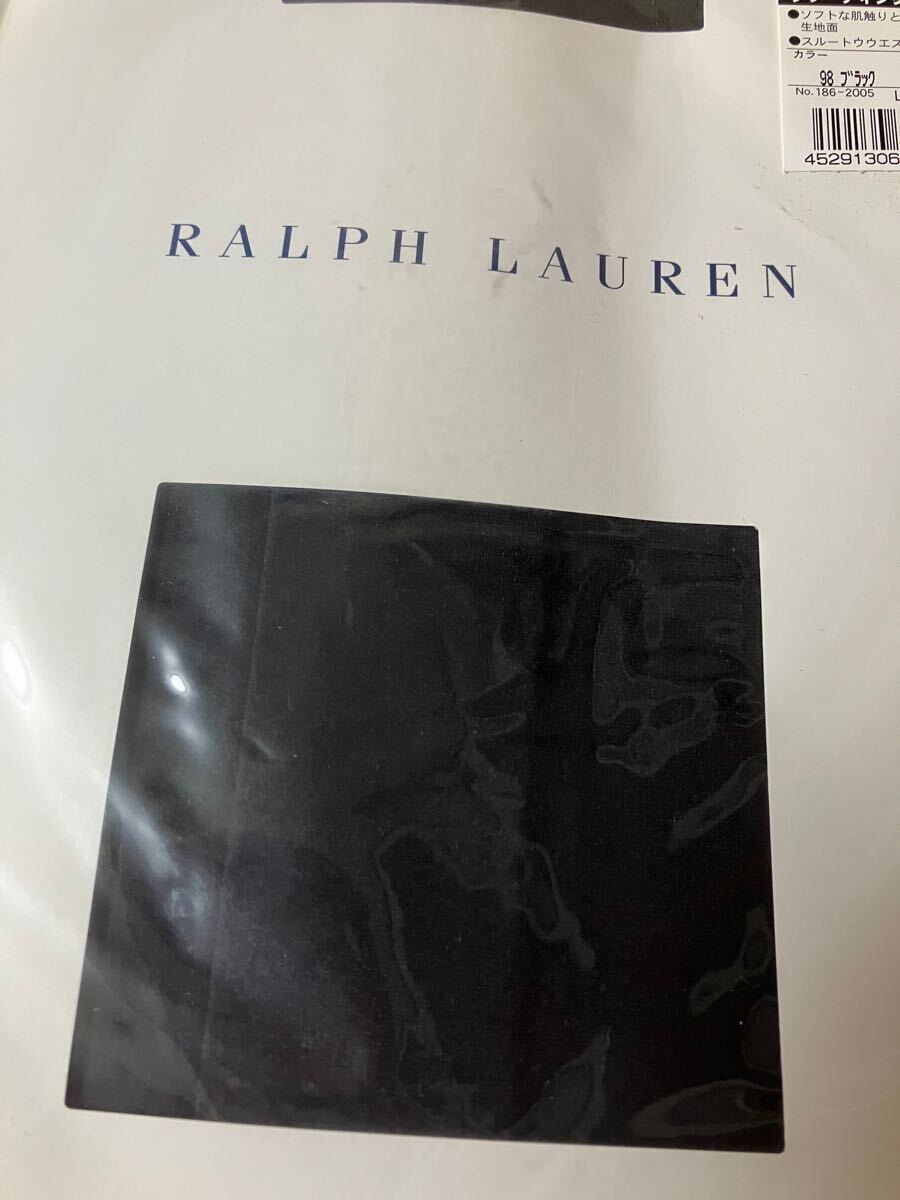 ●ソフトな肌触りと
生地面
●スルートゥウエス
カラー
98 ブラック
No.186-2005 L
45291306
RALPH LAUREN